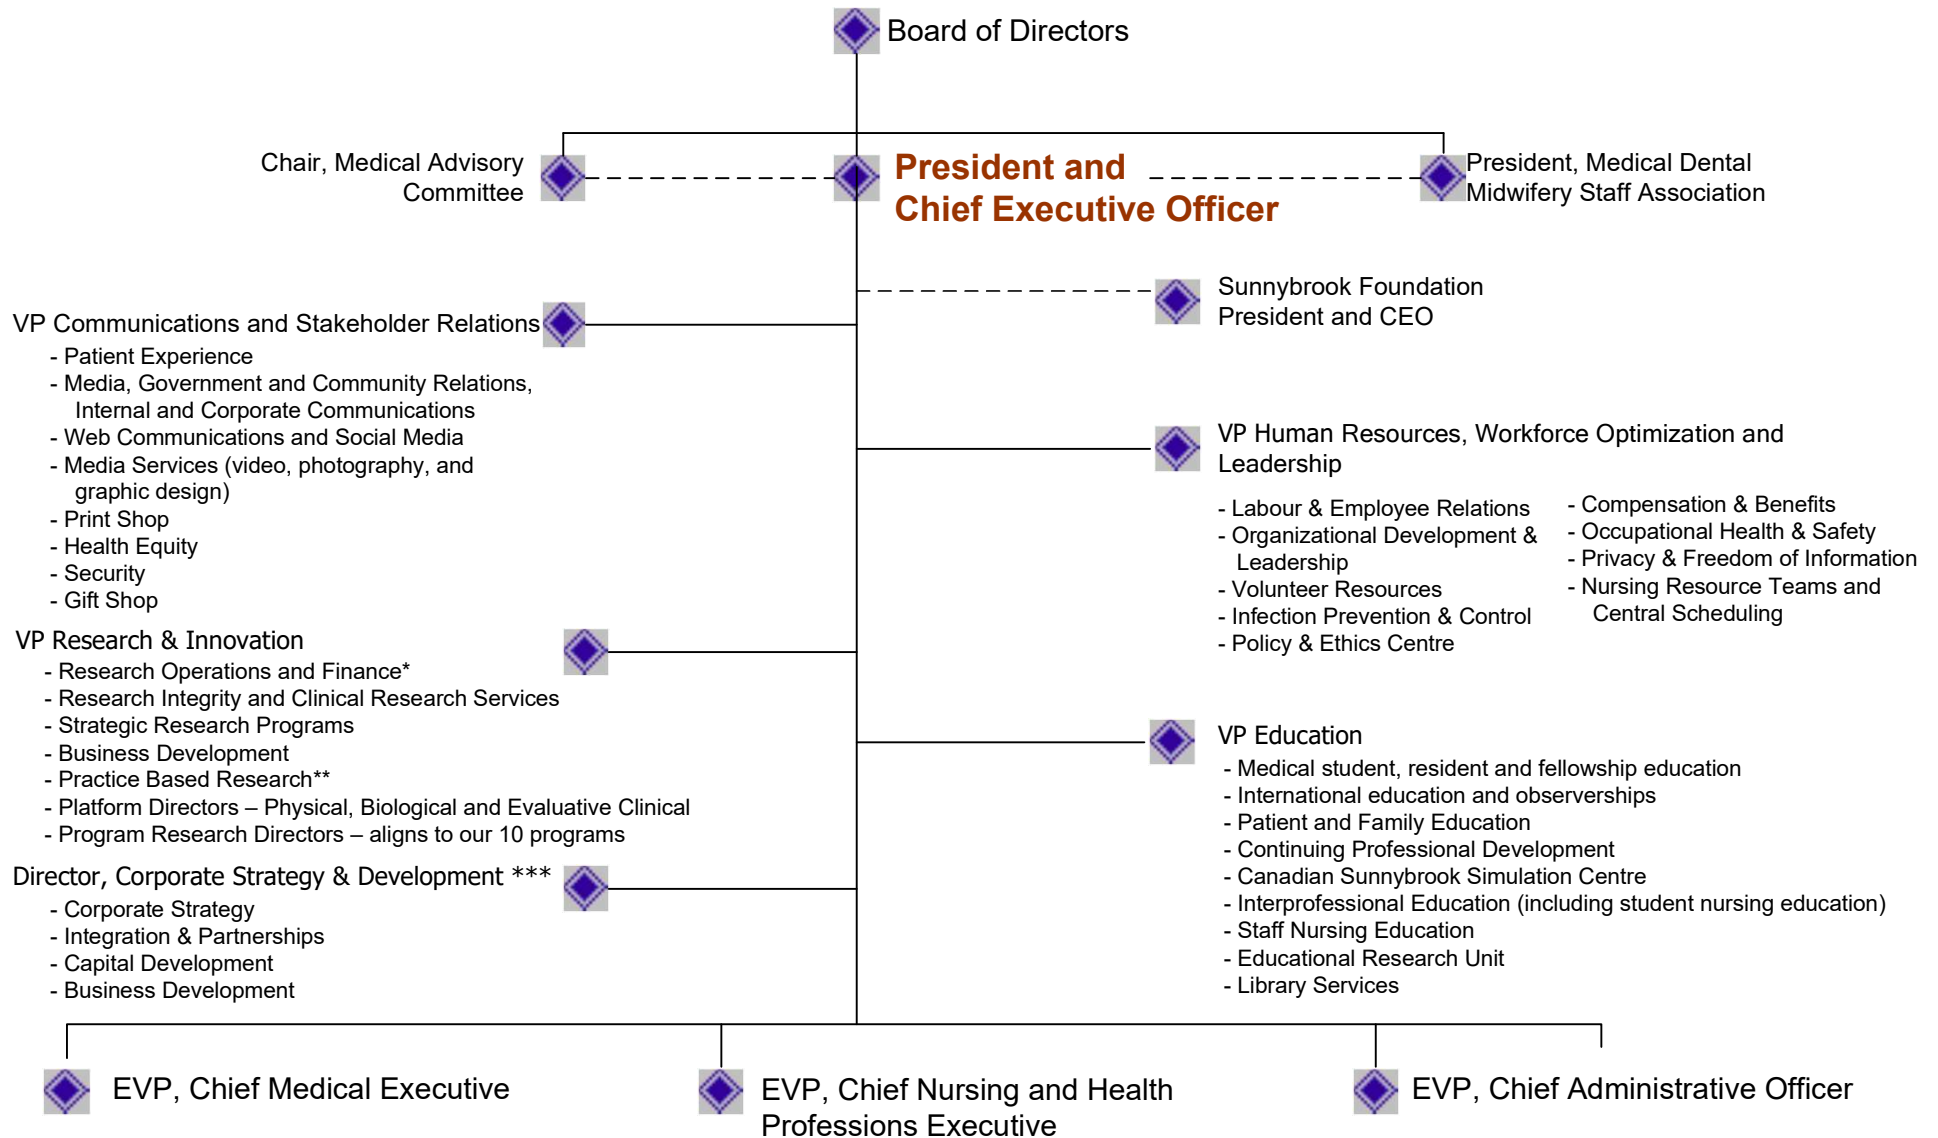 Board of Directors
Chair, Medical Advisory
Committee
President and
Chief Executive Officer
President, Medical Dental
Midwifery Staff Association
Sunnybrook Foundation
President and CEO
VP Communications and Stakeholder Relations
- Patient Experience
- Media, Government and Community Relations,
Internal and Corporate Communications
- Web Communications and Social Media
- Media Services (video, photography, and
graphic design)
- Print Shop
- Health Equity
- Security
- Gift Shop
VP Human Resources, Workforce Optimization and
Leadership
- Labour & Employee Relations
- Organizational Development &
Leadership
- Volunteer Resources
- Infection Prevention & Control
- Policy & Ethics Centre
- Compensation & Benefits
- Occupational Health & Safety
- Privacy & Freedom of Information
- Nursing Resource Teams and
Central Scheduling
VP Research & Innovation
- Research Operations and Finance*
- Research Integrity and Clinical Research Services
- Strategic Research Programs
- Business Development
- Practice Based Research**
- Platform Directors – Physical, Biological and Evaluative Clinical
- Program Research Directors – aligns to our 10 programs
VP Education
- Medical student, resident and fellowship education
- International education and observerships
- Patient and Family Education
- Continuing Professional Development
- Canadian Sunnybrook Simulation Centre
- Interprofessional Education (including student nursing education)
- Staff Nursing Education
- Educational Research Unit
- Library Services
Director, Corporate Strategy & Development ***
- Corporate Strategy
- Integration & Partnerships
- Capital Development
- Business Development
EVP, Chief Medical Executive
EVP, Chief Nursing and Health
Professions Executive
EVP, Chief Administrative Officer